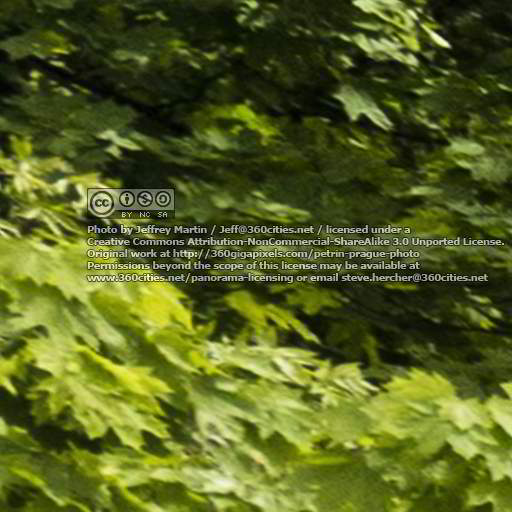 CC BY NC SA
Photo by Jeffrey Martin / Jeff@360cities.net / licensed under a
Creative Commons Attribution-NonCommercial-ShareAlike 3.0 Unported License.
Original work at http://360gigapixels.com/petrin-prague-photo
Permissions beyond the scope of this license may be available at
www.360cities.net/panorama-licensing or email steve.hercher@360cities.net